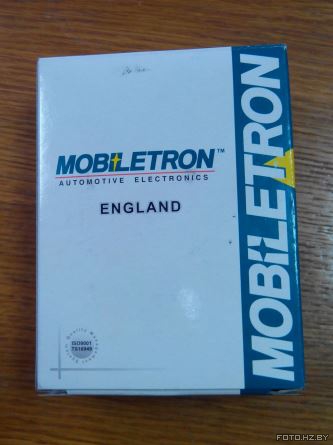 MOBILETRON™
AUTOMOTIVE ELECTRONICS
ENGLAND
MOBILETRON
ISO9001
TS16949
FOTO.HZ.BY